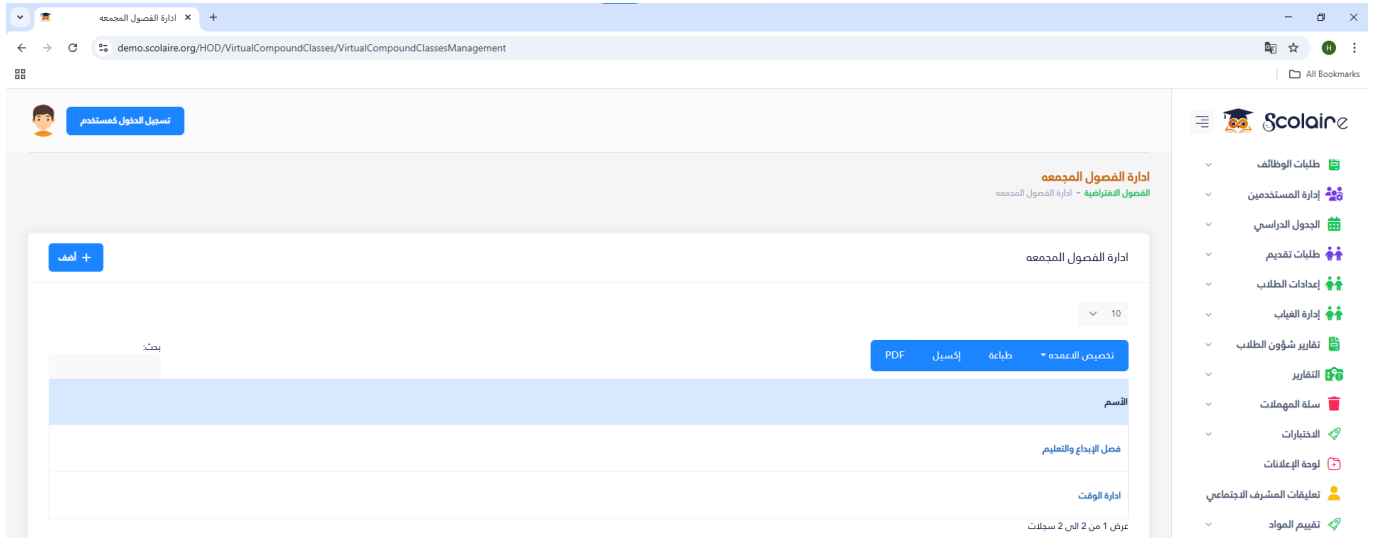 ادارة الفصول المجمعه
demo.scolaire.org/HOD/VirtualCompoundClasses/VirtualCompoundClassesManagement
H
All Bookmarks
Scolaire
تسجيل الدخول كمستخدم
طلبات الوظائف
إدارة المستخدمين
الجدول الدراسي
طلبات تقديم
إعدادات الطلاب
إدارة الغياب
تقارير شؤون الطلاب
التقارير
سلة المهملات
الاختبارات
لوحة الإعلانات
تعليقات المشرف الاجتماعي
تقييم المواد
ادارة الفصول المجمعه
الفصول الافتراضية - ادارة الفصول المجمعه
ادارة الفصول المجمعه
+ أضف
10
تخصيص الاعمده طباعة إكسيل PDF
بحث:
الأسم
فصل الإبداع والتعليم
ادارة الوقت
عرض 1 من 2 الى 2 سجلات